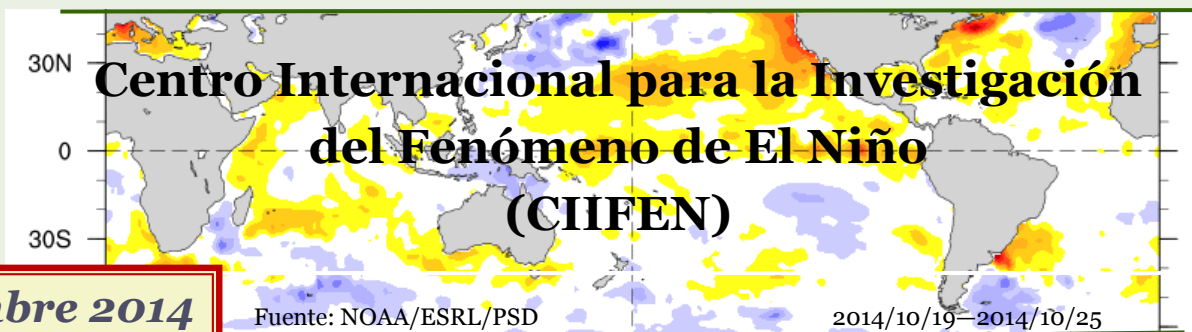 30N
Centro Internacional para la Investigación
del Fenómeno de El Niño
0
(CIIFEN)
30S
mbre 2014
Fuente: NOAA/ESRL/PSD
2014/10/19—2014/10/25